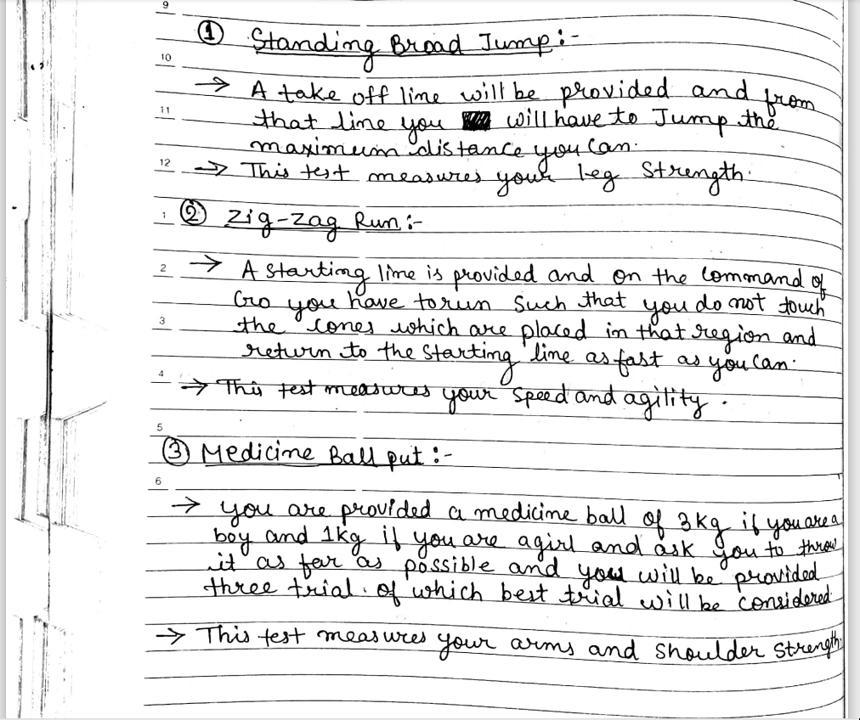 9
① Standing Broad Jump :-
10
→ A take off line will be provided and from
11
that line you will have to Jump the
maximum distance you can.
12
→ This test measures your leg Strength.
1
② Zig-Zag Run :-
2
→ A starting line is provided and on the Command of
Go you have to run Such that you do not touch
3
the Cones which are placed in that region and
return to the Starting line as fast as you Can.
4
→ This test measures your Speed and agility .
5
③ Medicine Ball put :-
6
→ you are provided a medicine ball of 3kg if you are a
boy and 1kg if you are a girl and ask you to throw
it as far as possible and you will be provided
three trial. of which best trial will be considered
→ This test measures your arms and Shoulder Strength.